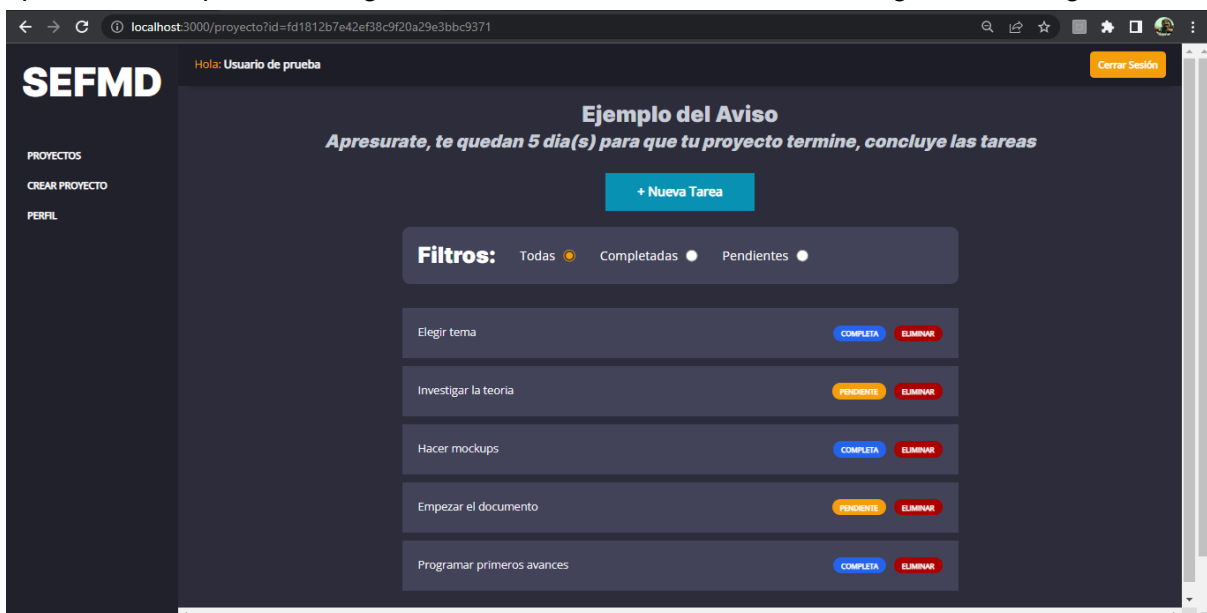 localhost:3000/proyecto?id=fd1812b7e42ef38c9f20a29e3bbc9371
SEFMD
Hola: Usuario de prueba
Cerrar Sesión
PROYECTOS
CREAR PROYECTO
PERFIL
Ejemplo del Aviso
Apresurate, te quedan 5 dia(s) para que tu proyecto termine, concluye las tareas
+ Nueva Tarea
Filtros: Todas Completadas Pendientes
Elegir tema COMPLETA ELIMINAR
Investigar la teoria PENDIENTE ELIMINAR
Hacer mockups COMPLETA ELIMINAR
Empezar el documento PENDIENTE ELIMINAR
Programar primeros avances COMPLETA ELIMINAR